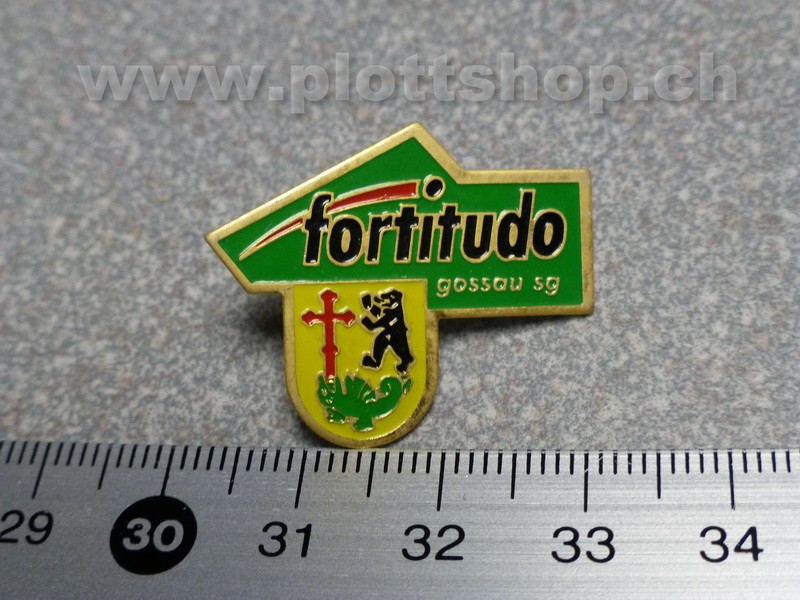 www.plottshop.ch
fortitudo
gossau sg
29 30 31 32 33 34